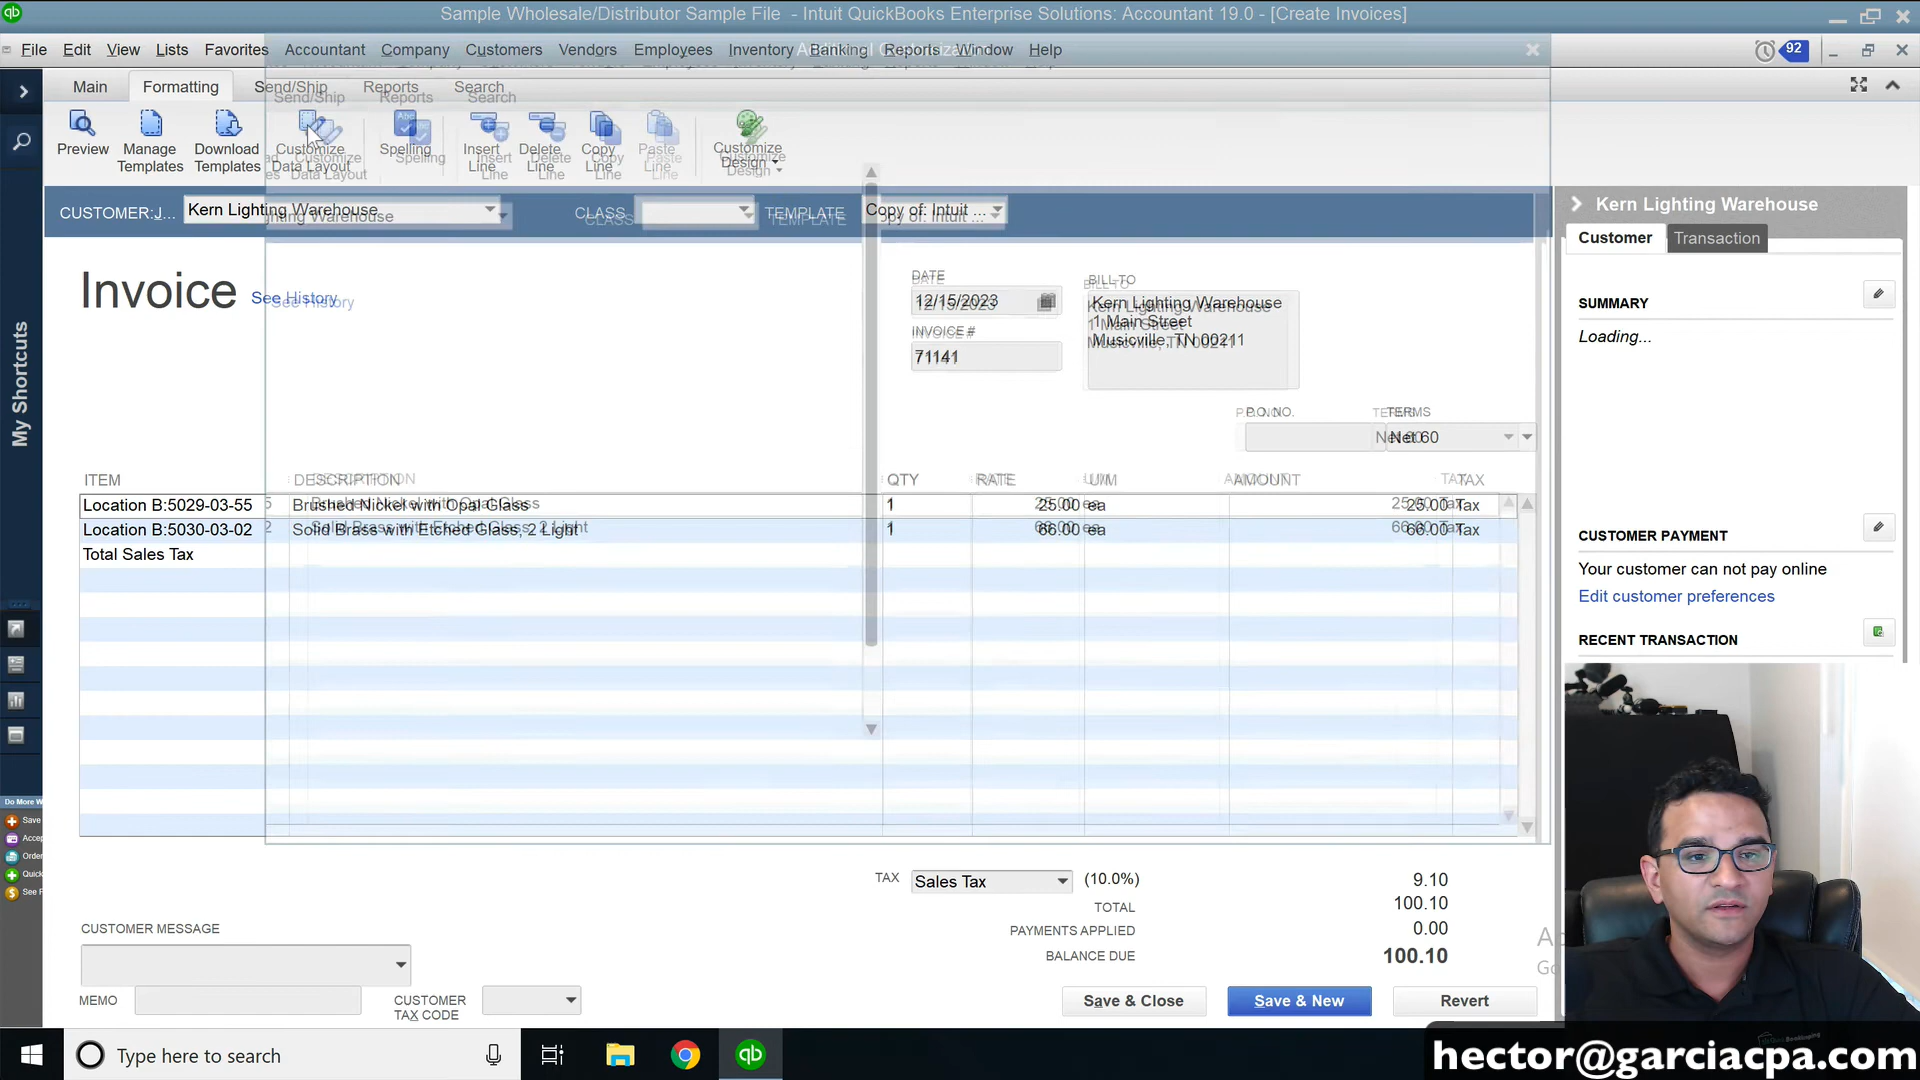 Sample Wholesale/Distributor Sample File - Intuit QuickBooks Enterprise Solutions: Accountant 19.0 - [Create Invoices]
File Edit View Lists Favorites Accountant Company Customers Vendors Employees Inventory Banking Reports Window Help
92
Main Formatting Send/Ship Reports Search
Preview Manage Templates Download Templates Customize Data Layout Spelling Insert Line Delete Line Copy Line Paste Line Customize Design
CUSTOMER:J... Kern Lighting Warehouse CLASS TEMPLATE Copy of: Intuit ...
Kern Lighting Warehouse
Customer Transaction
My Shortcuts
Invoice See History
DATE
12/15/2023
INVOICE #
71141
BILL TO
Kern Lighting Warehouse
1 Main Street
Musicville, TN 00211
P.O. NO. TERMS
Net 60
ITEM DESCRIPTION QTY RATE U/M AMOUNT TAX
Location B:5029-03-55 Brushed Nickel with Opal Glass 1 25.00 ea 25.00 Tax
Location B:5030-03-02 Solid Brass with Etched Glass, 2 Light 1 66.00 ea 66.00 Tax
Total Sales Tax
SUMMARY
Loading...
CUSTOMER PAYMENT
Your customer can not pay online
Edit customer preferences
RECENT TRANSACTION
Do More W
Save
Accep
Order
Quick
See F
TAX Sales Tax (10.0%) 9.10
TOTAL 100.10
PAYMENTS APPLIED 0.00
BALANCE DUE 100.10
CUSTOMER MESSAGE
MEMO CUSTOMER TAX CODE
Save & Close Save & New Revert
Type here to search
hector@garciacpa.com